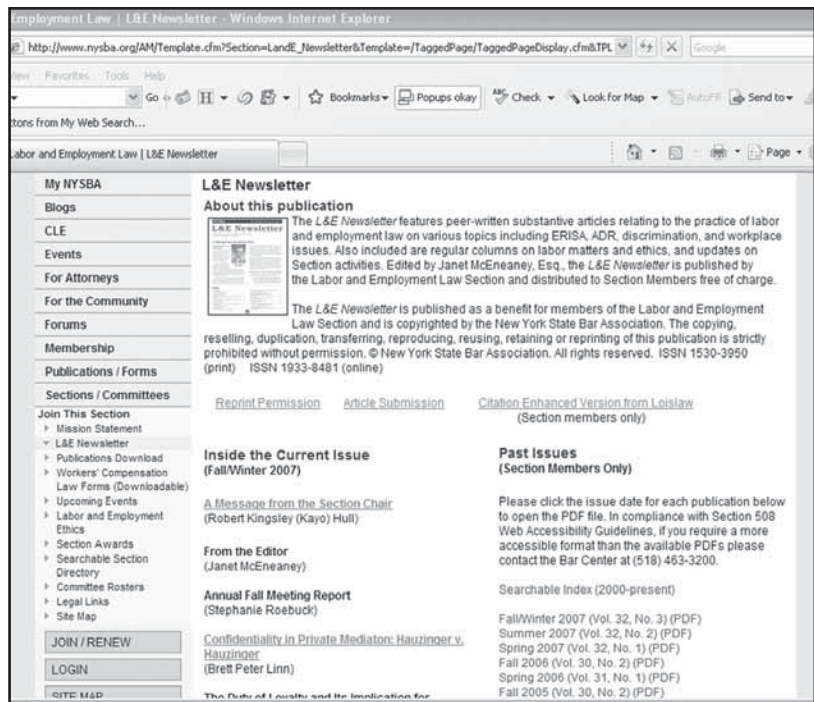 Employment Law | L&E Newsletter - Windows Internet Explorer
http://www.nysba.org/AM/Template.cfm?Section=LandE_Newsletter&Template=/TaggedPage/TaggedPageDisplay.cfm&TPL
Google
View Favorites Tools Help
Go Bookmarks Popups okay Check Look for Map AutoFill Send to
tons from My Web Search...
Labor and Employment Law | L&E Newsletter
Page
My NYSBA
Blogs
CLE
Events
For Attorneys
For the Community
Forums
Membership
Publications / Forms
Sections / Committees
Join This Section
Mission Statement
L&E Newsletter
Publications Download
Workers' Compensation
Law Forms (Downloadable)
Upcoming Events
Labor and Employment
Ethics
Section Awards
Searchable Section
Directory
Committee Rosters
Legal Links
Site Map
JOIN / RENEW
LOGIN
SITE MAP
L&E Newsletter
About this publication
L&E Newsletter
The L&E Newsletter features peer-written substantive articles relating to the practice of labor
and employment law on various topics including ERISA, ADR, discrimination, and workplace
issues. Also included are regular columns on labor matters and ethics, and updates on
Section activities. Edited by Janet McEneaney, Esq., the L&E Newsletter is published by
the Labor and Employment Law Section and distributed to Section Members free of charge.
The L&E Newsletter is published as a benefit for members of the Labor and Employment
Law Section and is copyrighted by the New York State Bar Association. The copying,
reselling, duplication, transferring, reproducing, reusing, retaining or reprinting of this publication is strictly
prohibited without permission. © New York State Bar Association. All rights reserved. ISSN 1530-3950
(print) ISSN 1933-8481 (online)
Reprint Permission Article Submission Citation Enhanced Version from Loislaw
(Section members only)
Inside the Current Issue
(Fall/Winter 2007)
A Message from the Section Chair
(Robert Kingsley (Kayo) Hull)
From the Editor
(Janet McEneaney)
Annual Fall Meeting Report
(Stephanie Roebuck)
Confidentiality in Private Mediaton: Hauzinger v.
Hauzinger
(Brett Peter Linn)
The Duty of Loyalty and Its Implication for
Past Issues
(Section Members Only)
Please click the issue date for each publication below
to open the PDF file. In compliance with Section 508
Web Accessibility Guidelines, if you require a more
accessible format than the available PDFs please
contact the Bar Center at (518) 463-3200.
Searchable Index (2000-present)
Fall/Winter 2007 (Vol. 32, No. 3) (PDF)
Summer 2007 (Vol. 32, No. 2) (PDF)
Spring 2007 (Vol. 32, No. 1) (PDF)
Fall 2006 (Vol. 30, No. 2) (PDF)
Spring 2006 (Vol. 31, No. 1) (PDF)
Fall 2005 (Vol. 30, No. 2) (PDF)